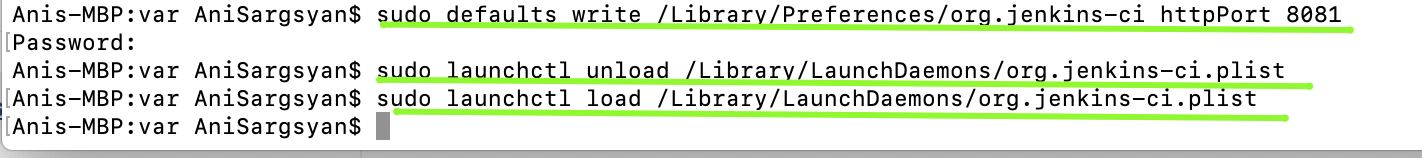 Anis-MBP:var AniSargsyan$ sudo defaults write /Library/Preferences/org.jenkins-ci httpPort 8081
[Password:
Anis-MBP:var AniSargsyan$ sudo launchctl unload /Library/LaunchDaemons/org.jenkins-ci.plist
[Anis-MBP:var AniSargsyan$ sudo launchctl load /Library/LaunchDaemons/org.jenkins-ci.plist
[Anis-MBP:var AniSargsyan$